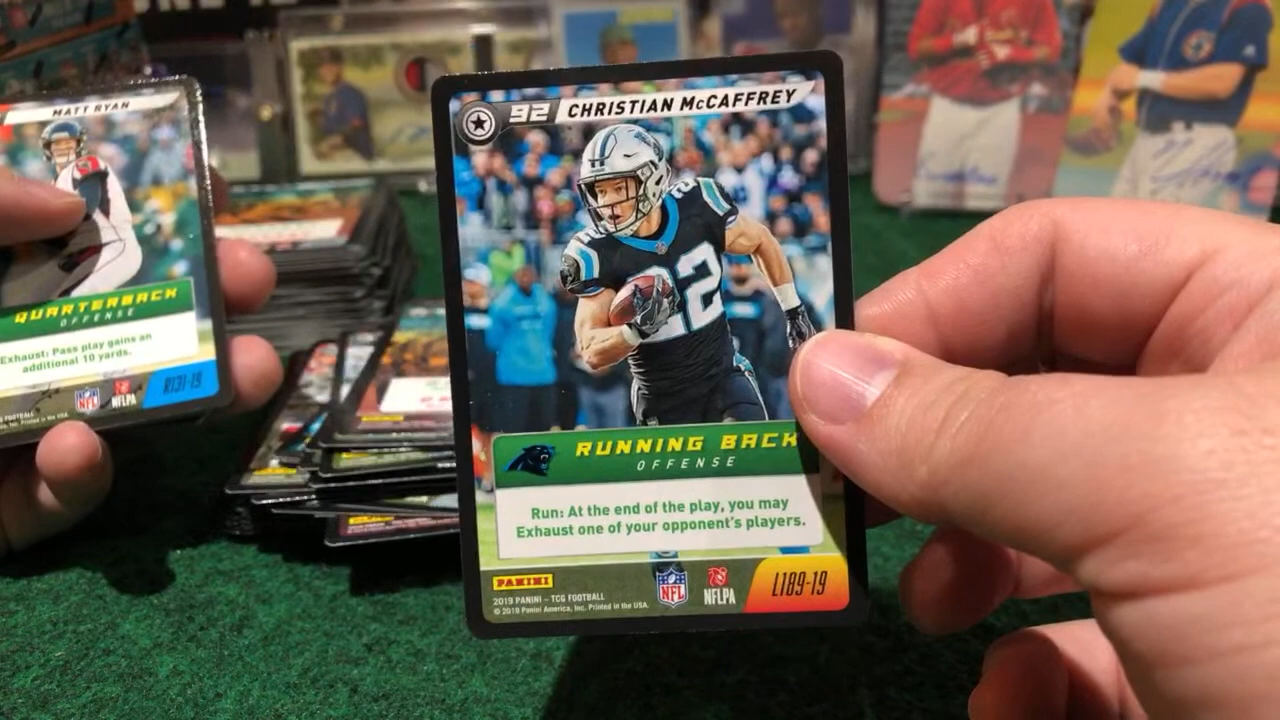 MATT RYAN
QUARTERBACK
OFFENSE
Exhaust: Pass play gains an
additional 10 yards.
NFL
NFLPA
R131-19
92 CHRISTIAN McCAFFREY
22
RUNNING BACK
OFFENSE
Run: At the end of the play, you may
Exhaust one of your opponent's players.
PANINI
2019 PANINI – TCG FOOTBALL
© 2019 Panini America, Inc. Printed in the USA.
NFL
NFLPA
L189-19